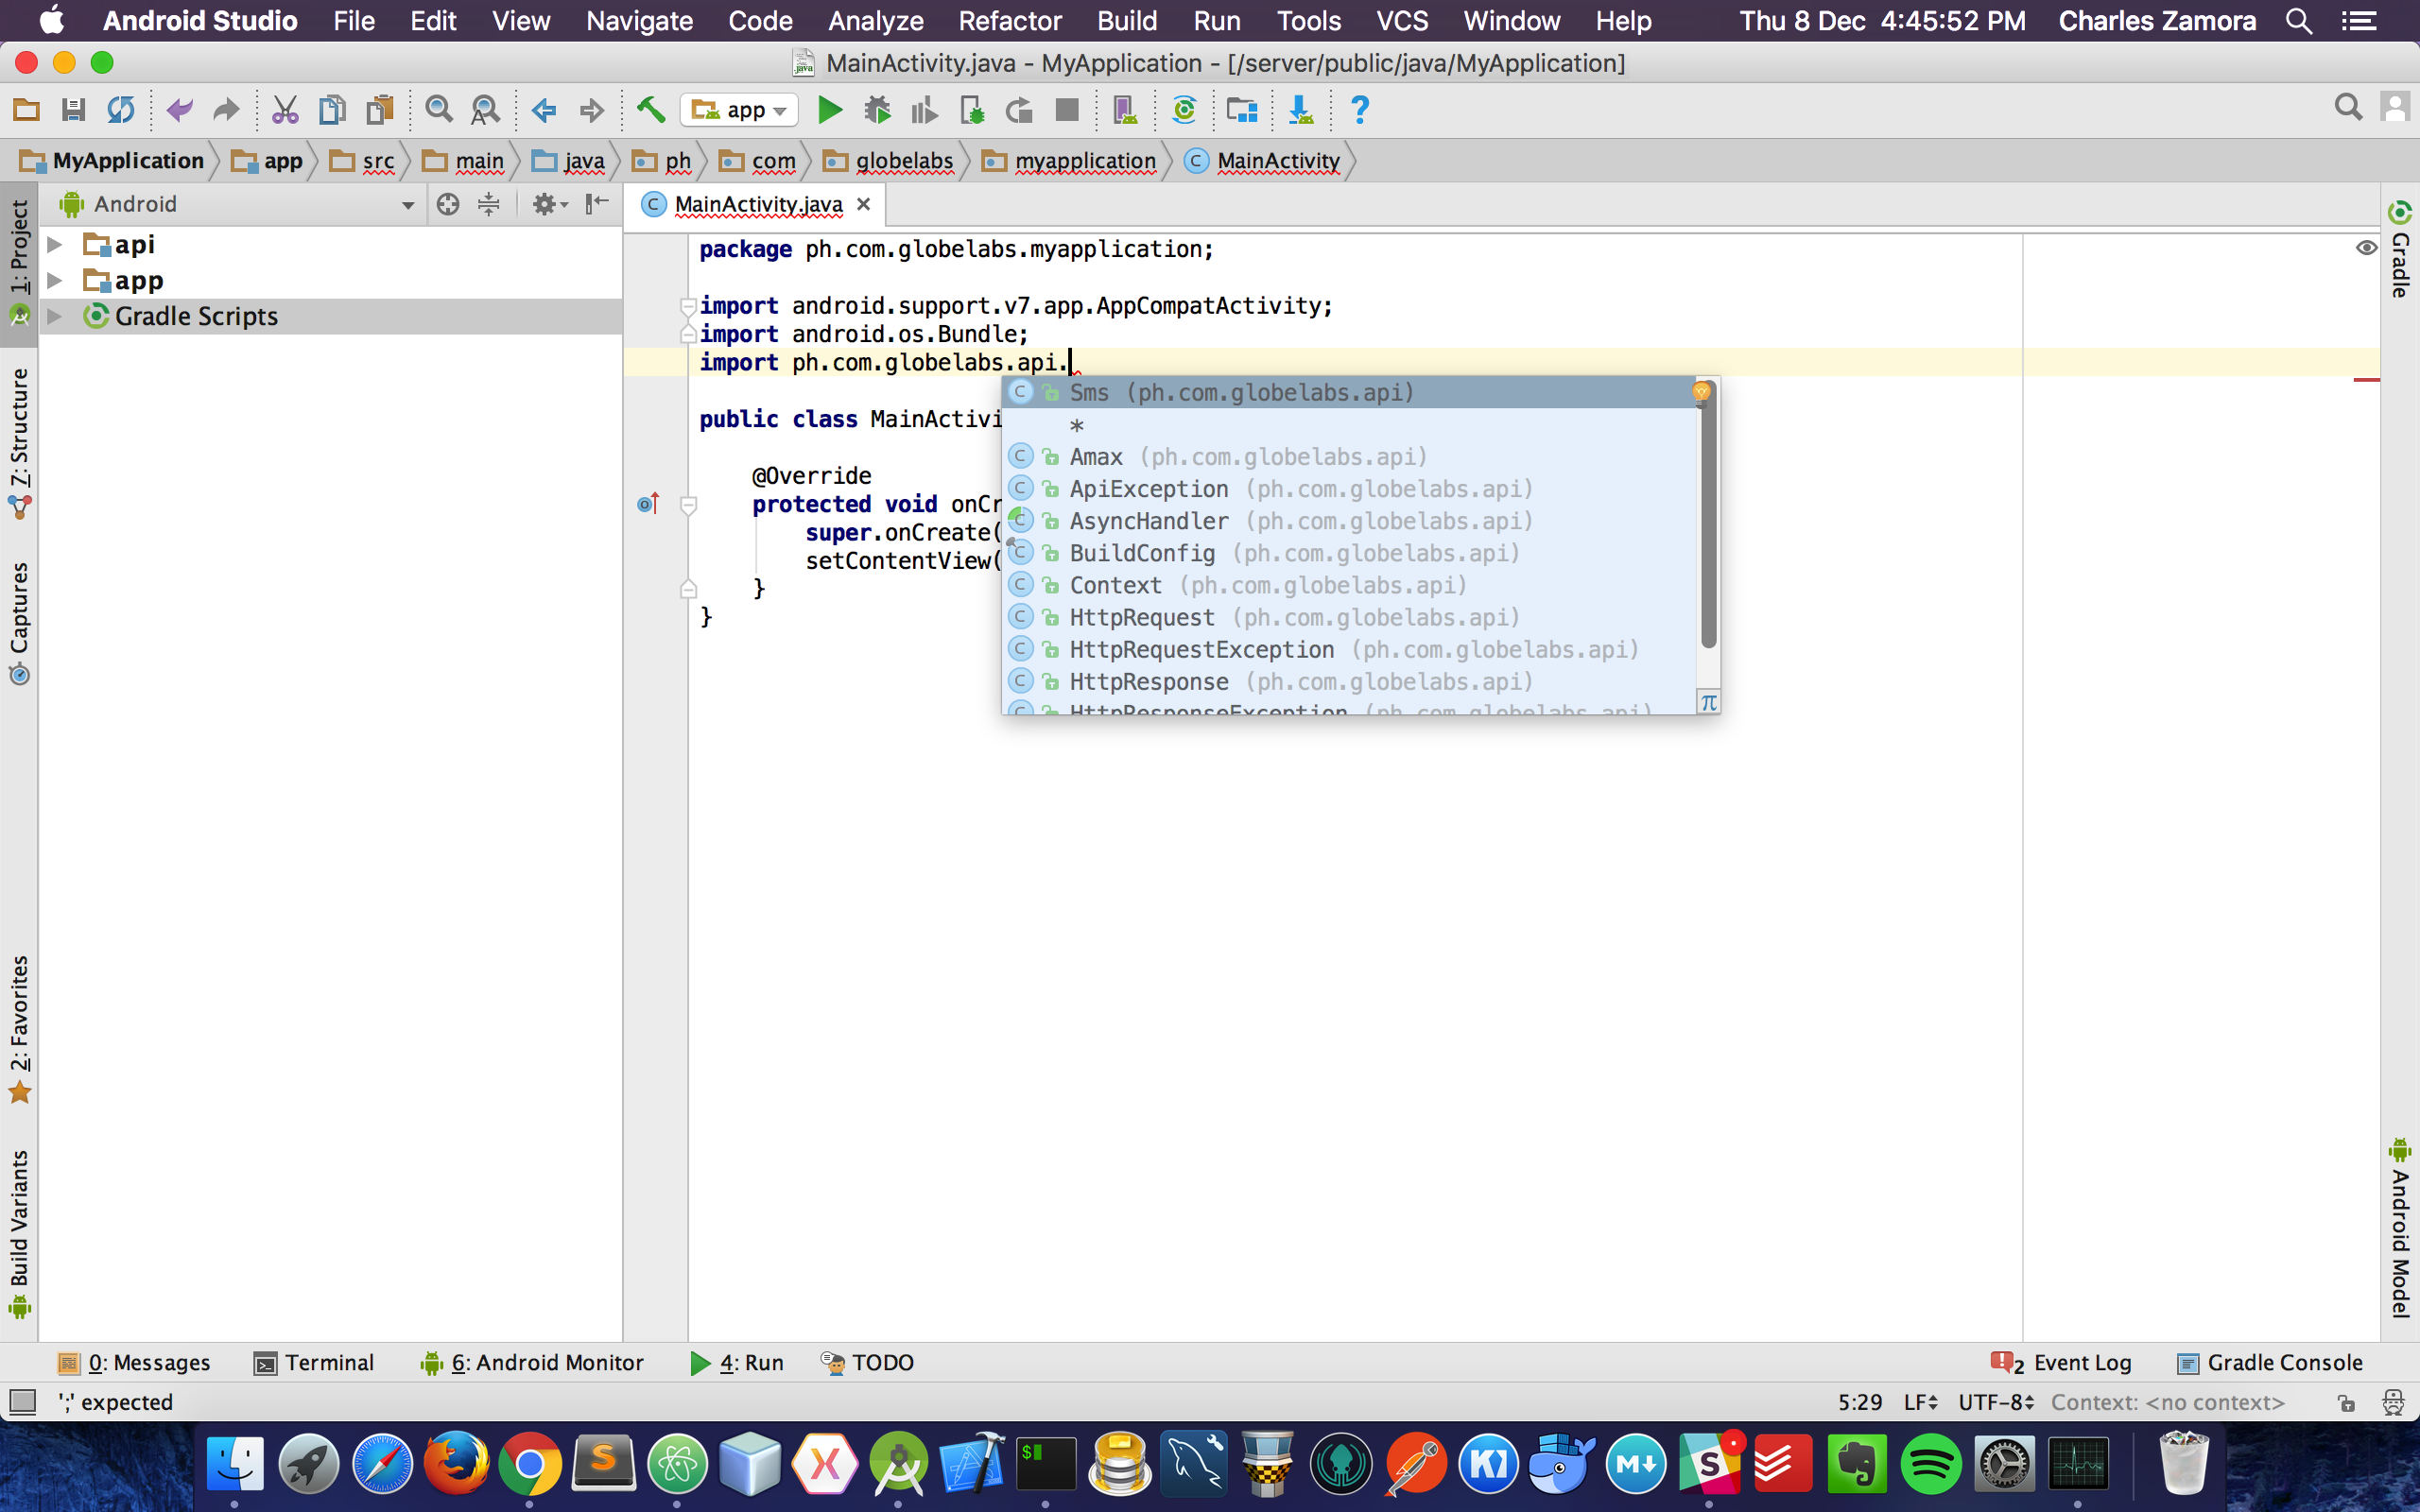 Android Studio File Edit View Navigate Code Analyze Refactor Build Run Tools VCS Window Help Thu 8 Dec 4:45:52 PM Charles Zamora
MainActivity.java - MyApplication - [/server/public/java/MyApplication]
app
MyApplication app src main java ph com globelabs myapplication MainActivity
Android
MainActivity.java
api
app
Gradle Scripts
1: Project
7: Structure
Captures
2: Favorites
Build Variants
package ph.com.globelabs.myapplication;
import android.support.v7.app.AppCompatActivity;
import android.os.Bundle;
import ph.com.globelabs.api.
public class MainActivi
@Override
protected void onCr
super.onCreate(
setContentView(
}
}
Sms (ph.com.globelabs.api)
*
Amax (ph.com.globelabs.api)
ApiException (ph.com.globelabs.api)
AsyncHandler (ph.com.globelabs.api)
BuildConfig (ph.com.globelabs.api)
Context (ph.com.globelabs.api)
HttpRequest (ph.com.globelabs.api)
HttpRequestException (ph.com.globelabs.api)
HttpResponse (ph.com.globelabs.api)
HttpResponseException (ph.com.globelabs.api)
π
Gradle
Android Model
0: Messages Terminal 6: Android Monitor 4: Run TODO 2 Event Log Gradle Console
';' expected 5:29 LF UTF-8 Context: <no context>